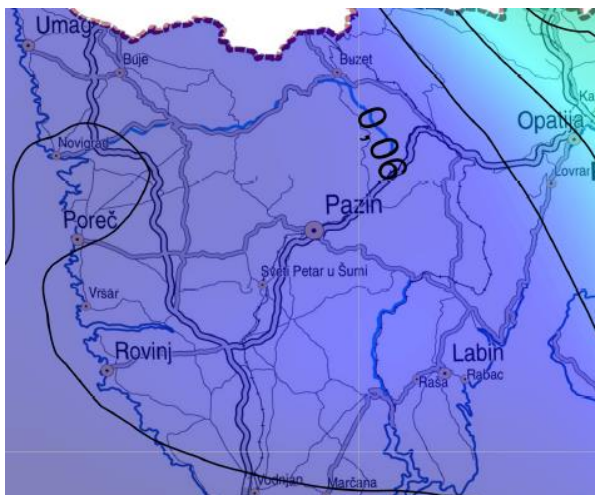 Umag
Buje
Buzet
Opatija
Novigrad
0,06
Lovran
Poreč
Pazin
Sveti Petar u Šumi
Vrsar
Rovinj
Labin
Raša
Rabac
Vodnjan
Marčana